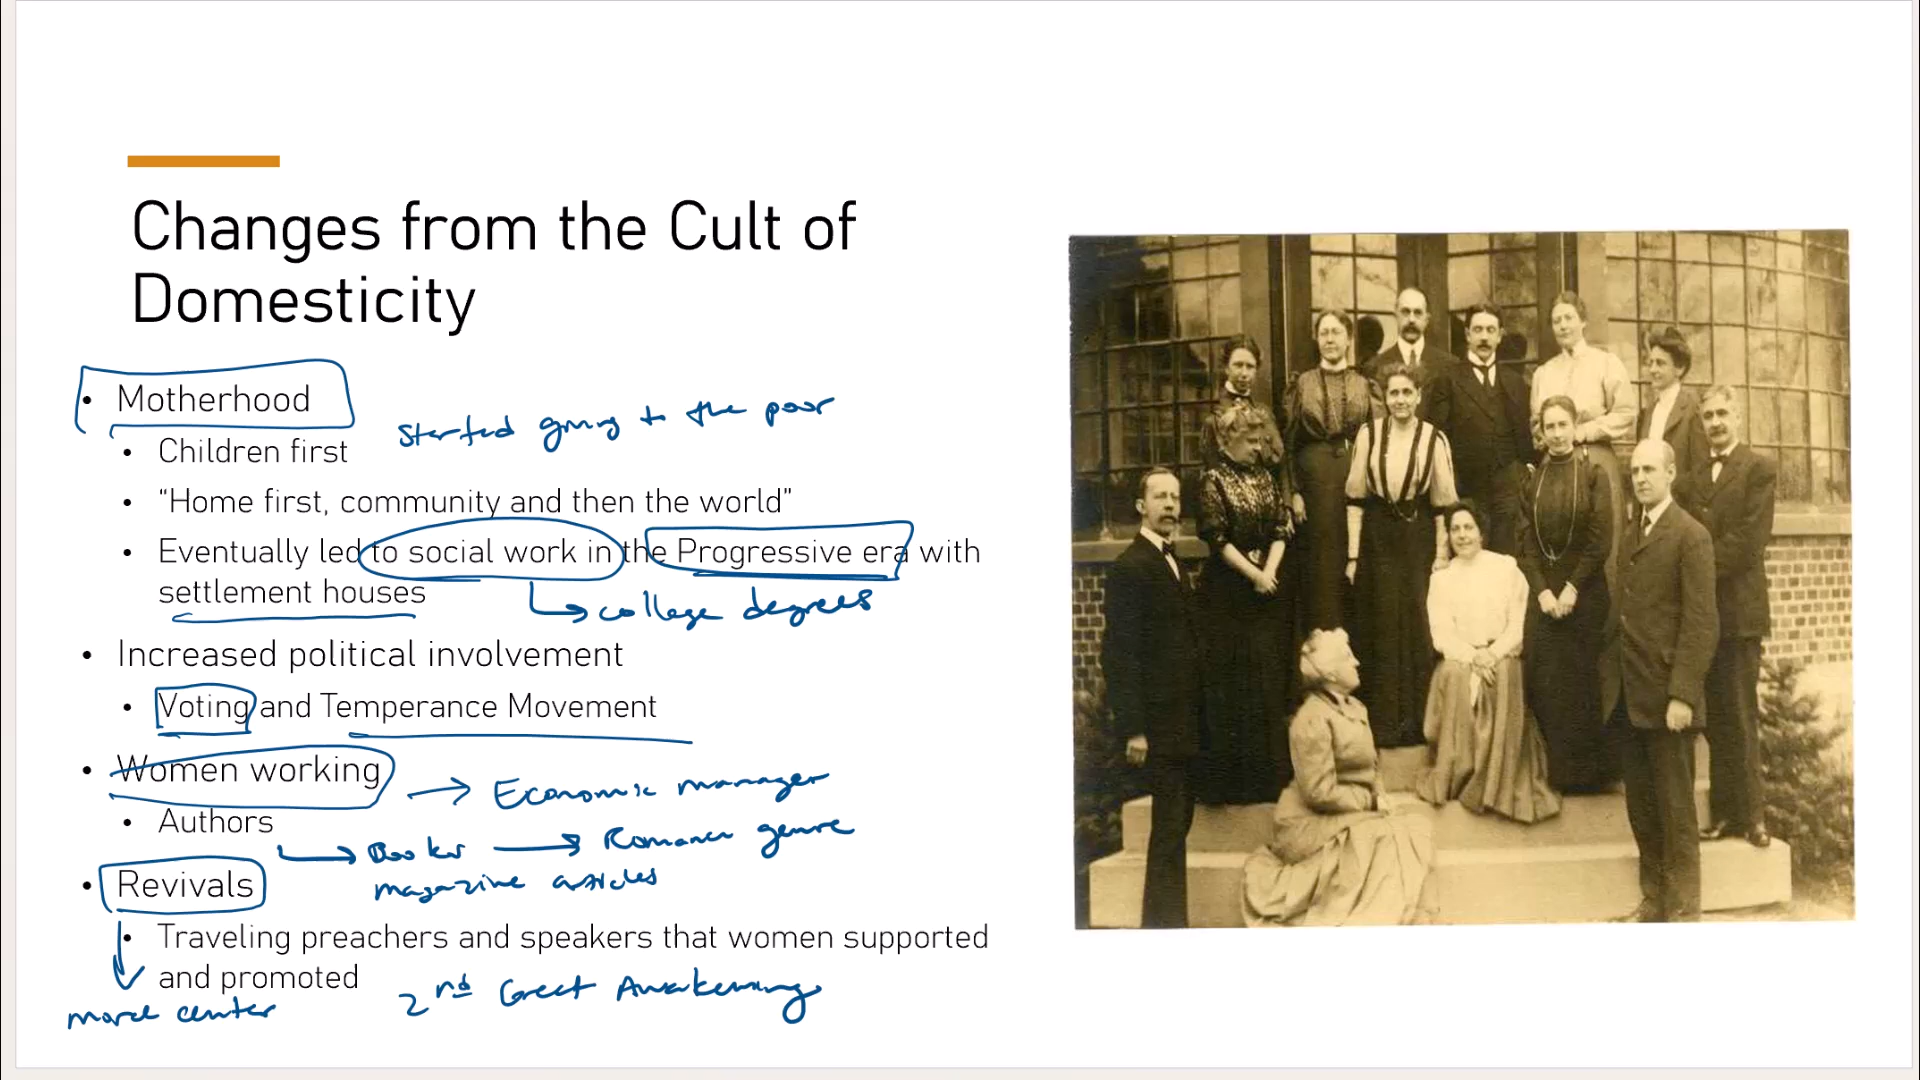 Changes from the Cult of
Domesticity
• Motherhood
started going to the poor
• Children first
• “Home first, community and then the world”
• Eventually led to social work in the Progressive era with
settlement houses
college degrees
• Increased political involvement
• Voting and Temperance Movement
• Women working
→ Economic manager
• Authors
→ Books → Romance genre
magazine articles
• Revivals
• Traveling preachers and speakers that women supported
and promoted
2nd Great Awakening
moral center